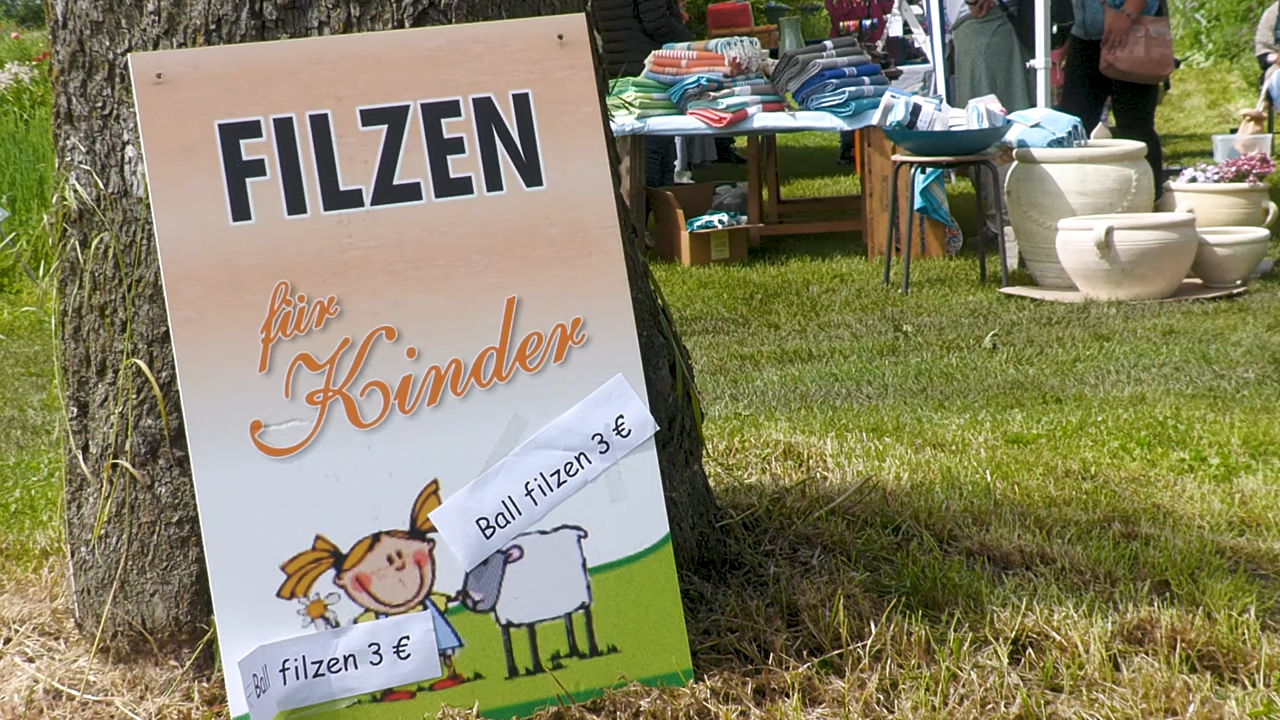 FILZEN
für
Kinder
Ball filzen 3 €
Ball filzen 3 €